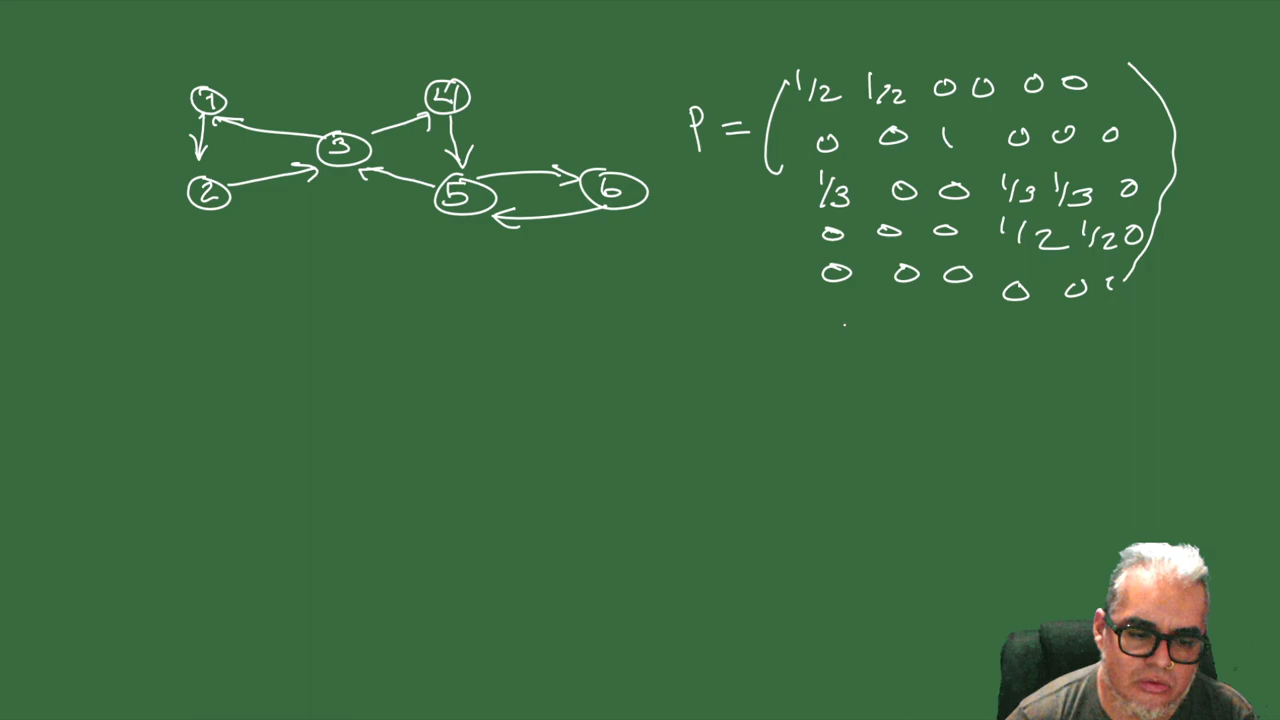 1 4
3
2 5 6
P = ( 1/2 1/2 0 0 0 0 )
0 0 1 0 0 0
1/3 0 0 1/3 1/3 0
0 0 0 1/2 1/2 0
0 0 0 0 0